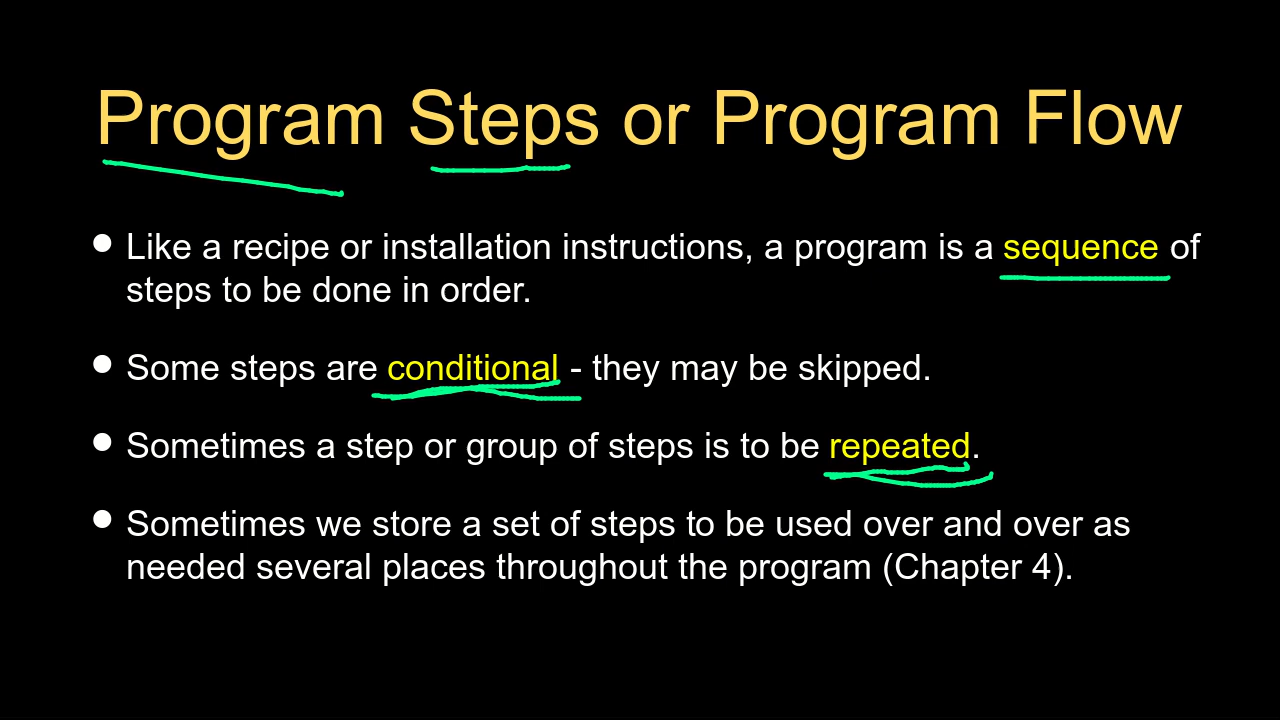 Program Steps or Program Flow
• Like a recipe or installation instructions, a program is a sequence of
steps to be done in order.
• Some steps are conditional - they may be skipped.
• Sometimes a step or group of steps is to be repeated.
• Sometimes we store a set of steps to be used over and over as
needed several places throughout the program (Chapter 4).